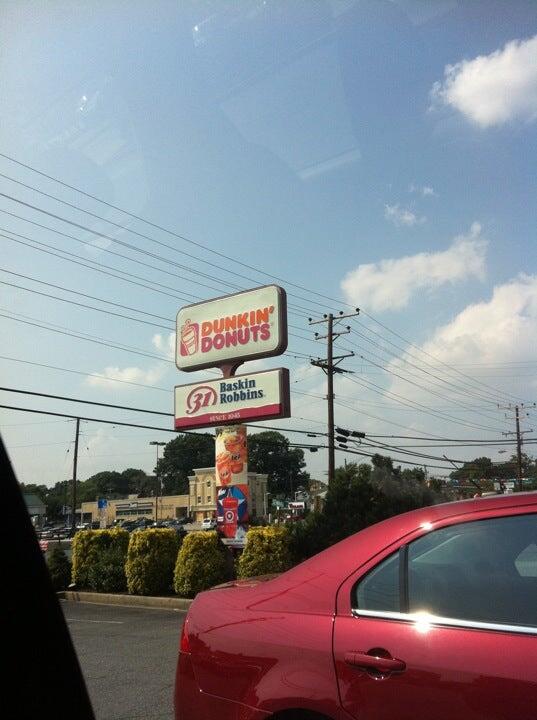 DUNKIN'
DONUTS
31
Baskin
Robbins
SINCE 1945